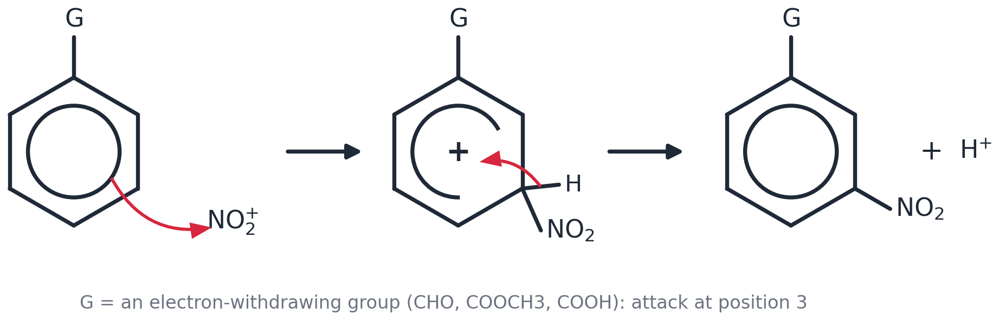 G G G
+ + H⁺
H
NO₂⁺ NO₂ NO₂
G = an electron-withdrawing group (CHO, COOCH3, COOH): attack at position 3